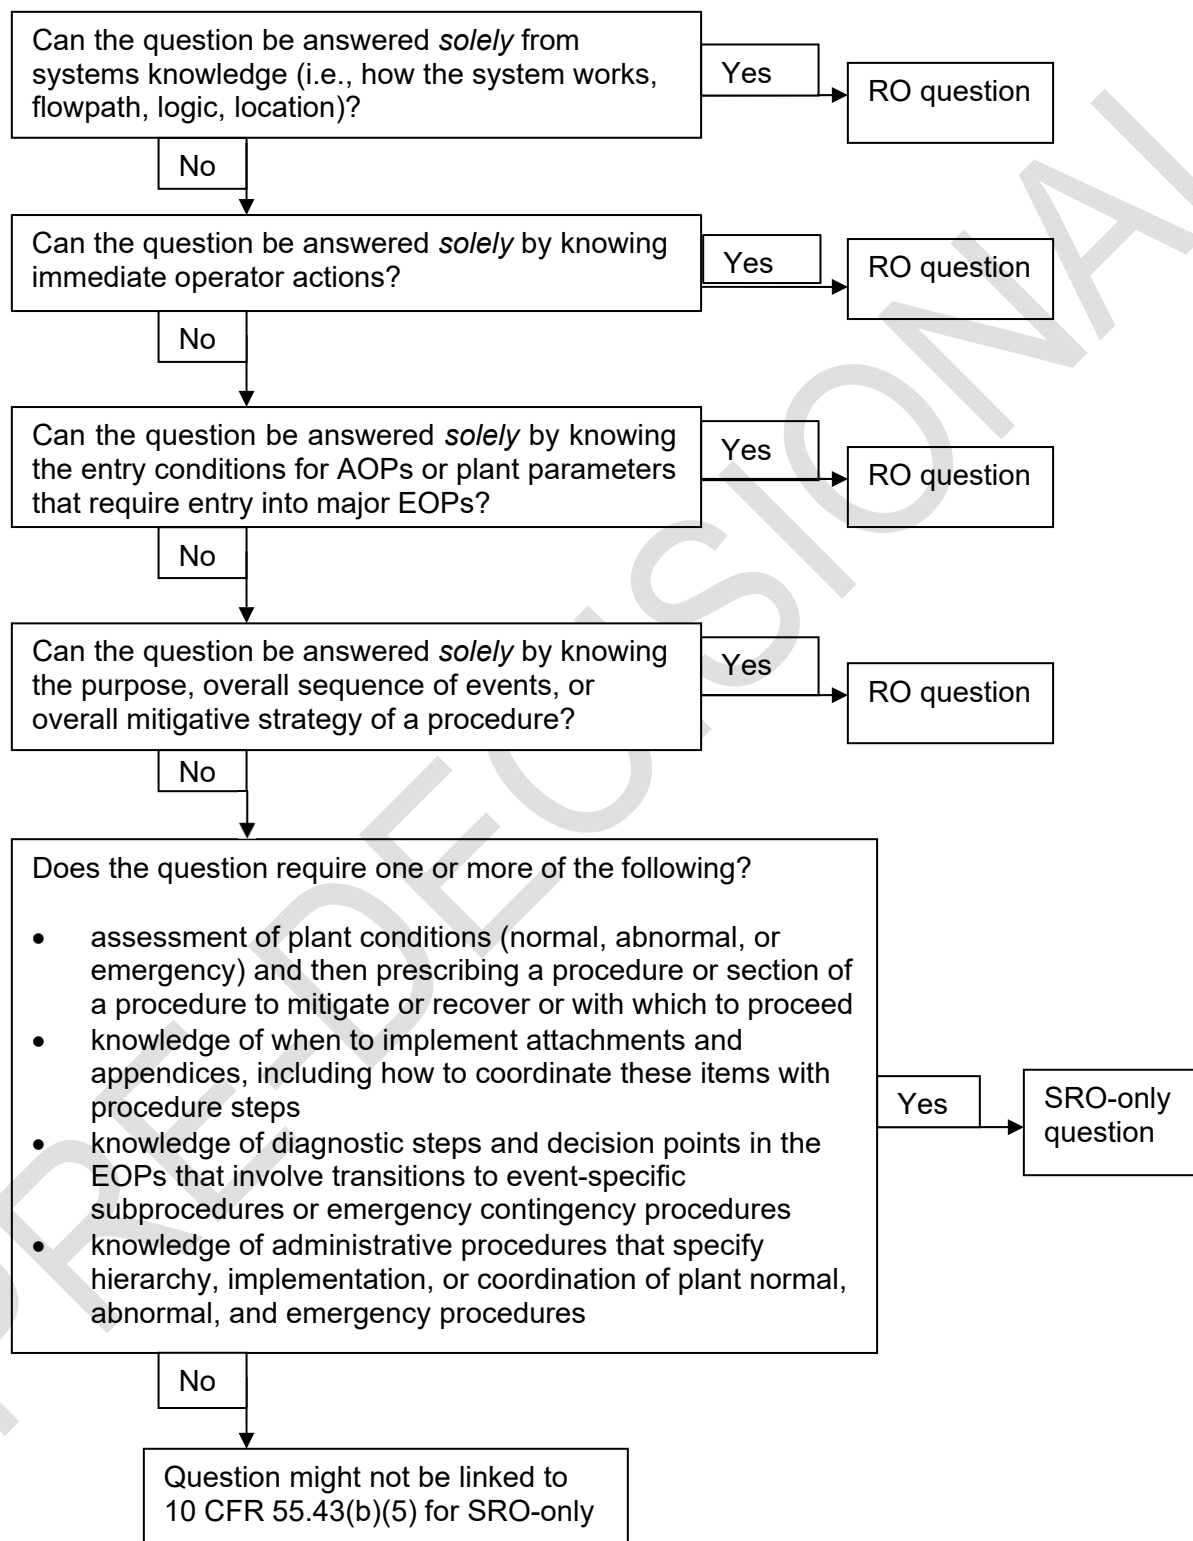 Can the question be answered solely from
systems knowledge (i.e., how the system works,
flowpath, logic, location)?
Yes
RO question
No
Can the question be answered solely by knowing
immediate operator actions?
Yes
RO question
No
Can the question be answered solely by knowing
the entry conditions for AOPs or plant parameters
that require entry into major EOPs?
Yes
RO question
No
Can the question be answered solely by knowing
the purpose, overall sequence of events, or
overall mitigative strategy of a procedure?
Yes
RO question
No
Does the question require one or more of the following?
• assessment of plant conditions (normal, abnormal, or
emergency) and then prescribing a procedure or section of
a procedure to mitigate or recover or with which to proceed
• knowledge of when to implement attachments and
appendices, including how to coordinate these items with
procedure steps
• knowledge of diagnostic steps and decision points in the
EOPs that involve transitions to event-specific
subprocedures or emergency contingency procedures
• knowledge of administrative procedures that specify
hierarchy, implementation, or coordination of plant normal,
abnormal, and emergency procedures
Yes
SRO-only
question
No
Question might not be linked to
10 CFR 55.43(b)(5) for SRO-only
PRE-DECISIONAL